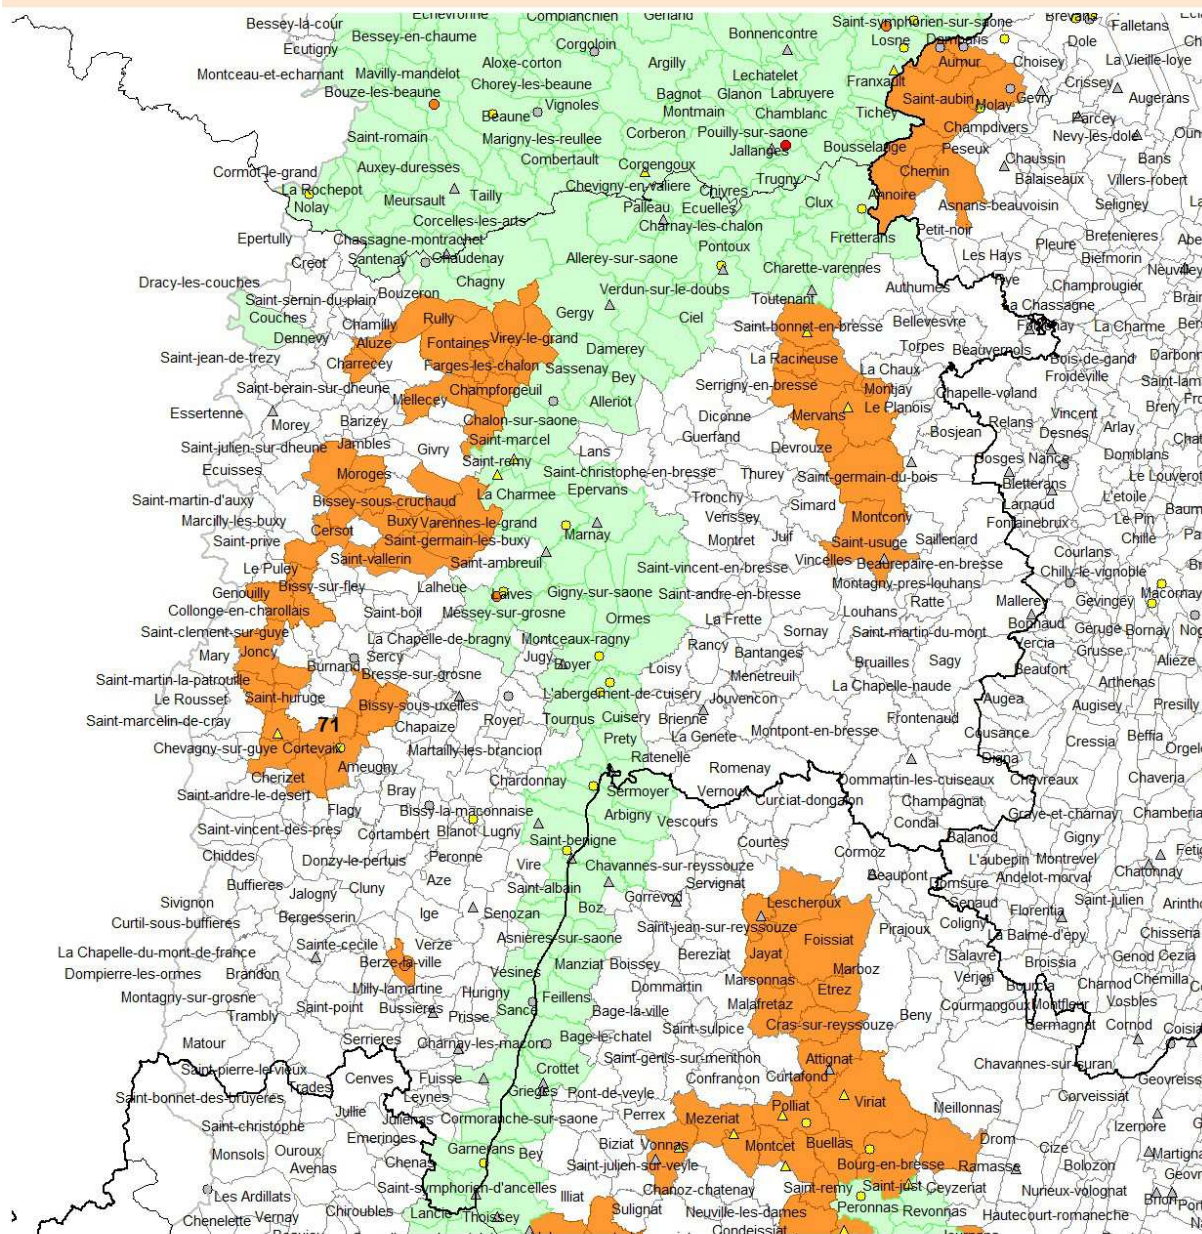 Bessey-la-cour
Echevronne
Comblanchien
Gerland
Saint-symphorien-sur-saone
Brevans
Falletans
Ecutigny
Bessey-en-chaume
Corgoloin
Bonnencontre
Losne
Damparis
Dole
Choisey
La Vieille-loye
Montceau-et-echarnant
Mavilly-mandelot
Aloxe-corton
Argilly
Lechatelet
Aumur
Crissey
Bouze-les-beaune
Chorey-les-beaune
Bagnot
Glanon
Labruyere
Franxault
Saint-aubin
Molay
Gevry
Augerans
Beaune
Vignoles
Montmain
Chamblanc
Tichey
Parcey
Saint-romain
Marigny-les-reullee
Corberon
Pouilly-sur-saone
Champdivers
Nevy-les-dole
Auxey-duresses
Combertault
Jallanges
Bousselange
Peseux
Chaussin
Bans
Cormot-le-grand
Corgengoux
Trugny
Chemin
Balaiseaux
Villers-robert
La Rochepot
Nolay
Meursault
Tailly
Chevigny-en-valiere
Chivres
Clux
Annoire
Asnans-beauvoisin
Seligney
Corcelles-les-arts
Palleau
Ecuelles
Charnay-les-chalon
Petit-noir
Epertully
Chassagne-montrachet
Pontoux
Fretterans
Pleure
Bretenieres
Creot
Santenay
Chaudenay
Allerey-sur-saone
Charette-varennes
Les Hays
Biefmorin
Dracy-les-couches
Chagny
Verdun-sur-le-doubs
Authumes
Champrougier
Saint-sernin-du-plain
Bouzeron
Toutenant
La Chassagne
Couches
Chamilly
Rully
Gergy
Ciel
Saint-bonnet-en-bresse
Bellevesvre
La Charme
Dennevy
Aluze
Fontaines
Virey-le-grand
Damerey
Torpes
Beauvernois
Saint-jean-de-trezy
Charrecey
Farges-les-chalon
Sassenay
La Racineuse
La Chaux
Bois-de-gand
Froideville
Saint-berain-sur-dheune
Mellecey
Champforgeuil
Bey
Serrigny-en-bresse
Montjay
Chapelle-voland
Essertenne
Alleriot
Diconne
Mervans
Le Planois
Vincent
Brery
Morey
Barizey
Chalon-sur-saone
Guerfand
Bosjean
Relans
Desnes
Arlay
Saint-julien-sur-dheune
Jambles
Givry
Saint-marcel
Lans
Devrouze
Domblans
Ecuisses
Moroges
Saint-remy
Saint-christophe-en-bresse
Thurey
Saint-germain-du-bois
Bosges
Nance
Bletterans
Le Louverot
Saint-martin-d'auxy
Bissey-sous-cruchaud
La Charmee
Epervans
Tronchy
Simard
Larnaud
L'etoile
Marcilly-les-buxy
Cersot
Buxy
Varennes-le-grand
Marnay
Verissey
Montcony
Fontainebrux
Le Pin
Saint-prive
Saint-germain-les-buxy
Montret
Juif
Saint-usuge
Saillenard
Chille
Le Puley
Saint-vallerin
Saint-ambreuil
Saint-vincent-en-bresse
Vincelles
Beaurepaire-en-bresse
Courlans
Chilly-le-vignoble
Genouilly
Bissy-sur-fley
Lalheue
Laives
Gigny-sur-saone
Saint-andre-en-bresse
Montagny-pres-louhans
Macornay
Collonge-en-charollais
Saint-boil
Messey-sur-grosne
Ormes
La Frette
Louhans
Ratte
Mallerey
Gevingey
Saint-clement-sur-guye
La Chapelle-de-bragny
Montceaux-ragny
Sornay
Saint-martin-du-mont
Bonnaud
Geruge
Bornay
Mary
Joncy
Sercy
Jugy
Boyer
Rancy
Bantanges
Vercia
Grusse
Burnand
Bresse-sur-grosne
Loisy
Menetreuil
Bruailles
Sagy
Beaufort
Alieze
Saint-martin-la-patrouille
Le Rousset
Saint-huruge
Bissy-sous-uxelles
L'abergement-de-cuisery
Jouvencon
La Chapelle-naude
Augea
Arthenas
Presilly
Saint-marcelin-de-cray
71
Chapaize
Royer
Tournus
Cuisery
Brienne
Frontenaud
Augisey
Chevagny-sur-guye
Cortevaix
Martailly-les-brancion
Prety
La Genete
Montpont-en-bresse
Cousance
Cressia
Beffia
Cherizet
Ameugny
Ratenelle
Romenay
Digna
Saint-andre-le-desert
Bray
Chardonnay
Sermoyer
Vernoux
Dommartin-les-cuiseaux
Chevreaux
Chaveria
Flagy
Bissy-la-maconnaise
Arbigny
Curciat-dongalon
Champagnat
Graye-et-charnay
Saint-vincent-des-pres
Cortambert
Blanot
Lugny
Vescours
Condal
Chamberia
Chiddes
Donzy-le-pertuis
Peronne
Saint-benigne
Courtes
Balanod
Gigny
Vire
Chavannes-sur-reyssouze
Cormoz
L'aubepin
Montrevel
Buffieres
Jalogny
Cluny
Aze
Saint-albain
Servignat
Beaupont
Domsure
Andelot-morval
Chatonnay
Sivignon
Ige
Senozan
Boz
Gorrevod
Lescheroux
Senaud
Saint-julien
Curtil-sous-buffieres
Bergesserin
Saint-jean-sur-reyssouze
Pirajoux
Coligny
Florentia
Sainte-cecile
Verze
Asnieres-sur-saone
Foissiat
La Balme-d'epy
Chisseria
La Chapelle-du-mont-de-france
Berze-la-ville
Manziat
Boissey
Bereziat
Jayat
Salavre
Broissia
Genod
Cezia
Dompierre-les-ormes
Brandon
Vesines
Dommartin
Marsonnas
Marboz
Verjon
Bourcia
Charnod
Chemilla
Milly-lamartine
Hurigny
Feillens
Etrez
Montagny-sur-grosne
Saint-point
Bussieres
Sance
Bage-la-ville
Malafretaz
Courmangoux
Montfleur
Vosbles
Trambly
Prisse
Saint-sulpice
Cras-sur-reyssouze
Beny
Germagnat
Cornod
Matour
Serrieres
Charnay-les-macon
Bage-le-chatel
Saint-genis-sur-menthon
Attignat
Chavannes-sur-suran
Saint-pierre-le-vieux
Cenves
Fuisse
Crottet
Confrancon
Curtafond
Trades
Saint-bonnet-des-bruyeres
Leynes
Grieges
Pont-de-veyle
Viriat
Corveissiat
Jullie
Julienas
Cormoranche-sur-saone
Perrex
Mezeriat
Polliat
Meillonnas
Saint-christophe
Emeringes
Izernore
Monsols
Ouroux
Chenas
Garnerans
Bey
Biziat
Vonnas
Montcet
Buellas
Drom
Cize
Avenas
Saint-julien-sur-veyle
Bourg-en-bresse
Ramasse
Bolozon
Saint-symphorien-d'ancelles
Illiat
Chanoz-chatenay
Saint-remy
Saint-just
Ceyzeriat
Nurieux-volognat
Les Ardillats
Chiroubles
Lancie
Thoissey
Sulignat
Neuville-les-dames
Peronnas
Revonnas
Hautecourt-romaneche
Chenelette
Vernay
Condeissiat